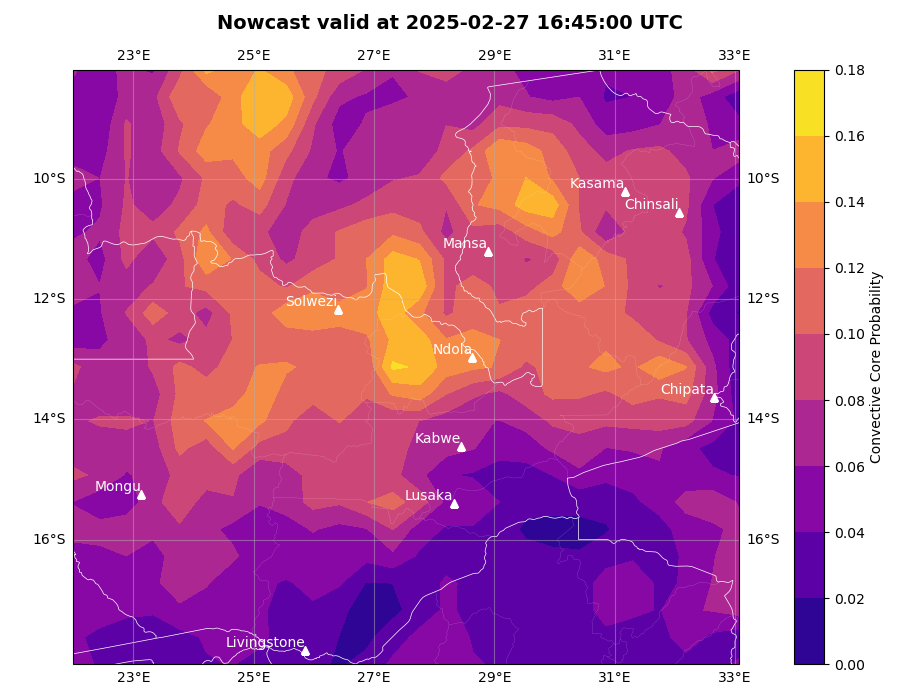 Nowcast valid at 2025-02-27 16:45:00 UTC
23°E 25°E 27°E 29°E 31°E 33°E
0.18
0.16
0.14
0.12
0.10
0.08
0.06
0.04
0.02
0.00
Convective Core Probability
10°S 10°S
12°S 12°S
14°S 14°S
16°S 16°S
Kasama
Chinsali
Mansa
Solwezi
Ndola
Chipata
Kabwe
Mongu
Lusaka
Livingstone
23°E 25°E 27°E 29°E 31°E 33°E